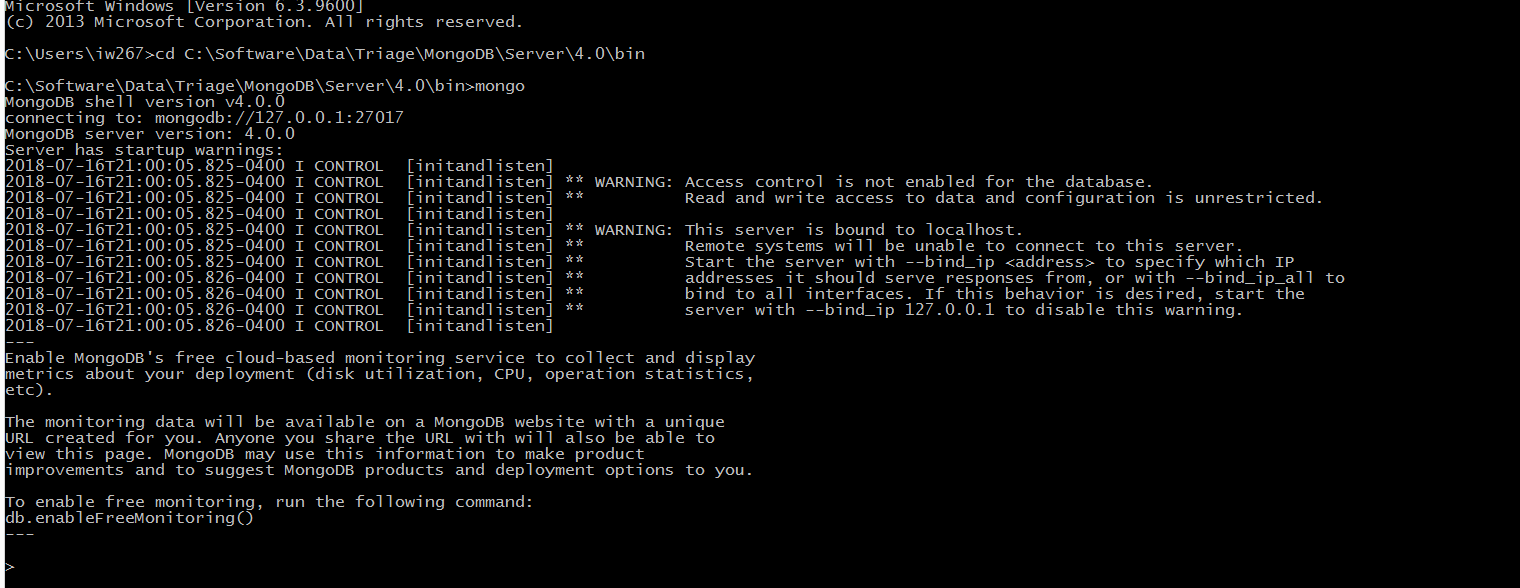 Microsoft Windows [Version 6.3.9600]
(c) 2013 Microsoft Corporation. All rights reserved.
C:\Users\iw267>cd C:\Software\Data\Triage\MongoDB\Server\4.0\bin
C:\Software\Data\Triage\MongoDB\Server\4.0\bin>mongo
MongoDB shell version v4.0.0
connecting to: mongodb://127.0.0.1:27017
MongoDB server version: 4.0.0
Server has startup warnings:
2018-07-16T21:00:05.825-0400 I CONTROL  [initandlisten]
2018-07-16T21:00:05.825-0400 I CONTROL  [initandlisten] ** WARNING: Access control is not enabled for the database.
2018-07-16T21:00:05.825-0400 I CONTROL  [initandlisten] **          Read and write access to data and configuration is unrestricted.
2018-07-16T21:00:05.825-0400 I CONTROL  [initandlisten]
2018-07-16T21:00:05.825-0400 I CONTROL  [initandlisten] ** WARNING: This server is bound to localhost.
2018-07-16T21:00:05.825-0400 I CONTROL  [initandlisten] **          Remote systems will be unable to connect to this server.
2018-07-16T21:00:05.825-0400 I CONTROL  [initandlisten] **          Start the server with --bind_ip <address> to specify which IP
2018-07-16T21:00:05.826-0400 I CONTROL  [initandlisten] **          addresses it should serve responses from, or with --bind_ip_all to
2018-07-16T21:00:05.826-0400 I CONTROL  [initandlisten] **          bind to all interfaces. If this behavior is desired, start the
2018-07-16T21:00:05.826-0400 I CONTROL  [initandlisten] **          server with --bind_ip 127.0.0.1 to disable this warning.
2018-07-16T21:00:05.826-0400 I CONTROL  [initandlisten]
---
Enable MongoDB's free cloud-based monitoring service to collect and display
metrics about your deployment (disk utilization, CPU, operation statistics,
etc).
The monitoring data will be available on a MongoDB website with a unique
URL created for you. Anyone you share the URL with will also be able to
view this page. MongoDB may use this information to make product
improvements and to suggest MongoDB products and deployment options to you.
To enable free monitoring, run the following command:
db.enableFreeMonitoring()
---
>